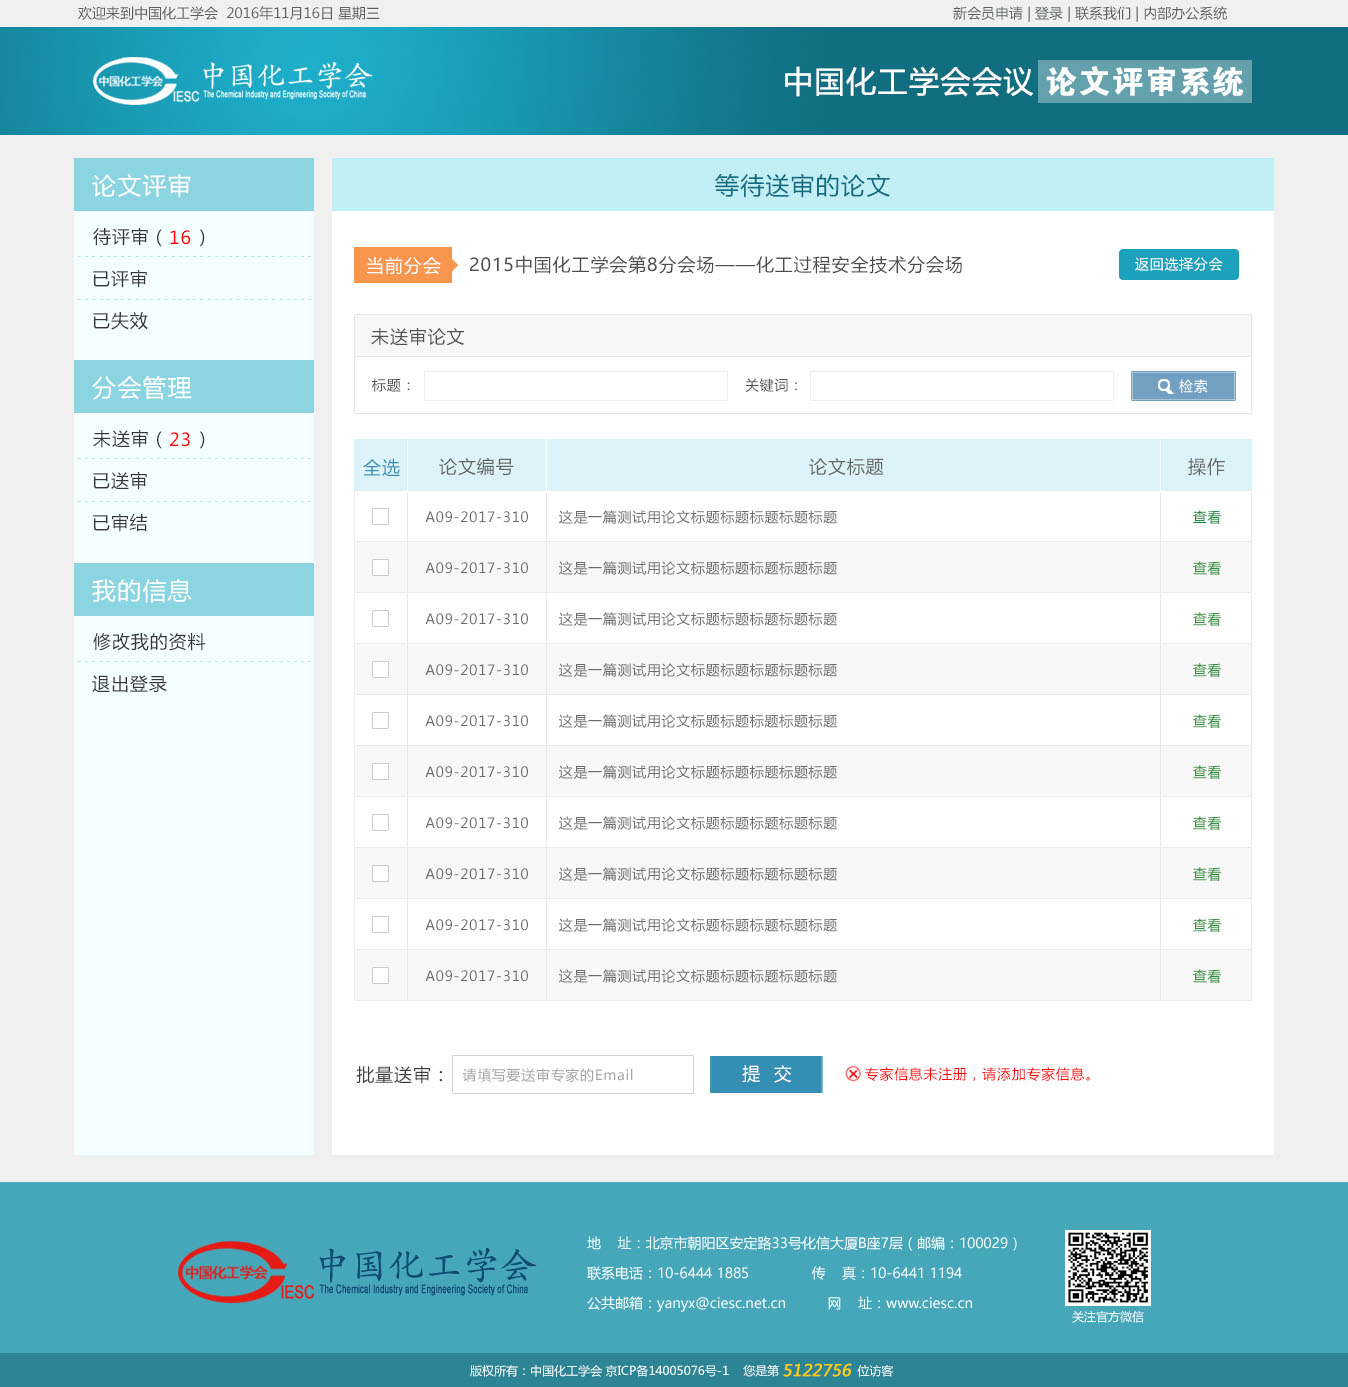 欢迎来到中国化工学会  2016年11月16日 星期三
新会员申请 | 登录 | 联系我们 | 内部办公系统
中国化工学会
IESC
中国化工学会
The Chemical Industry and Engineering Society of China
中国化工学会会议 论文评审系统
论文评审
待评审 ( 16 )
已评审
已失效
分会管理
未送审 ( 23 )
已送审
已审结
我的信息
修改我的资料
退出登录
等待送审的论文
当前分会 2015中国化工学会第8分会场——化工过程安全技术分会场
返回选择分会
未送审论文
标题： 关键词： 检索
全选 论文编号 论文标题 操作
A09-2017-310 这是一篇测试用论文标题标题标题标题标题 查看
A09-2017-310 这是一篇测试用论文标题标题标题标题标题 查看
A09-2017-310 这是一篇测试用论文标题标题标题标题标题 查看
A09-2017-310 这是一篇测试用论文标题标题标题标题标题 查看
A09-2017-310 这是一篇测试用论文标题标题标题标题标题 查看
A09-2017-310 这是一篇测试用论文标题标题标题标题标题 查看
A09-2017-310 这是一篇测试用论文标题标题标题标题标题 查看
A09-2017-310 这是一篇测试用论文标题标题标题标题标题 查看
A09-2017-310 这是一篇测试用论文标题标题标题标题标题 查看
A09-2017-310 这是一篇测试用论文标题标题标题标题标题 查看
批量送审： 请填写要送审专家的Email 提 交 专家信息未注册，请添加专家信息。
中国化工学会
IESC
中国化工学会
The Chemical Industry and Engineering Society of China
地 址：北京市朝阳区安定路33号化信大厦B座7层（邮编：100029）
联系电话：10-6444 1885 传 真：10-6441 1194
公共邮箱：yanyx@ciesc.net.cn 网 址：www.ciesc.cn
关注官方微信
版权所有：中国化工学会 京ICP备14005076号-1 您是第 5122756 位访客